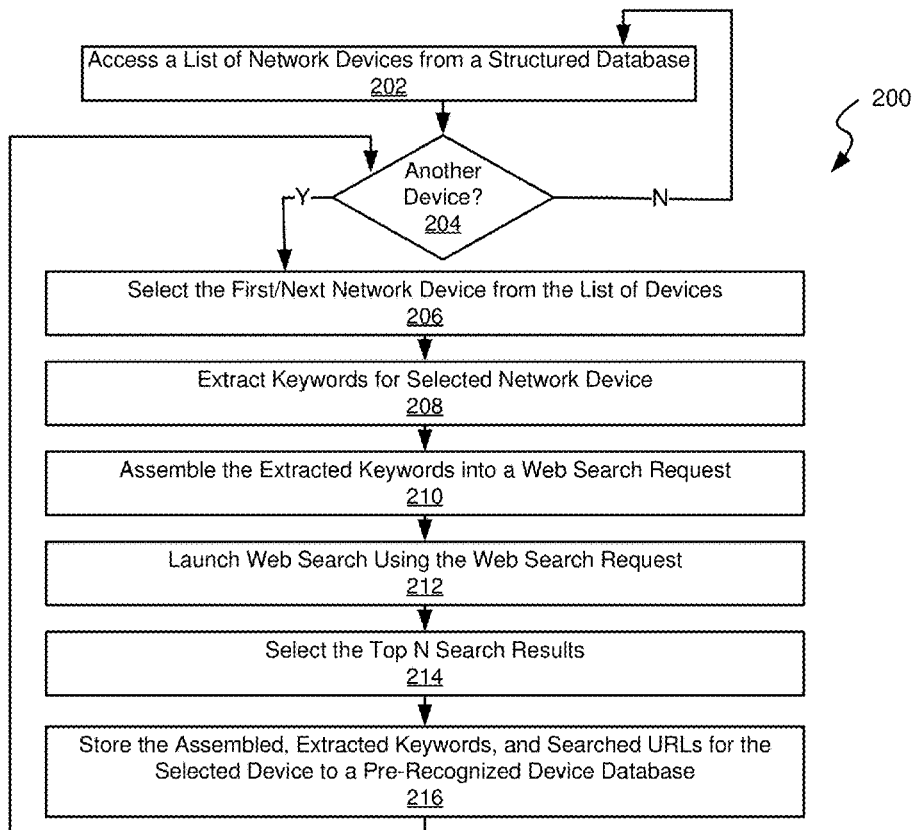 Access a List of Network Devices from a Structured Database
202
200
Another
Device?
204
Y
N
Select the First/Next Network Device from the List of Devices
206
Extract Keywords for Selected Network Device
208
Assemble the Extracted Keywords into a Web Search Request
210
Launch Web Search Using the Web Search Request
212
Select the Top N Search Results
214
Store the Assembled, Extracted Keywords, and Searched URLs for the
Selected Device to a Pre-Recognized Device Database
216